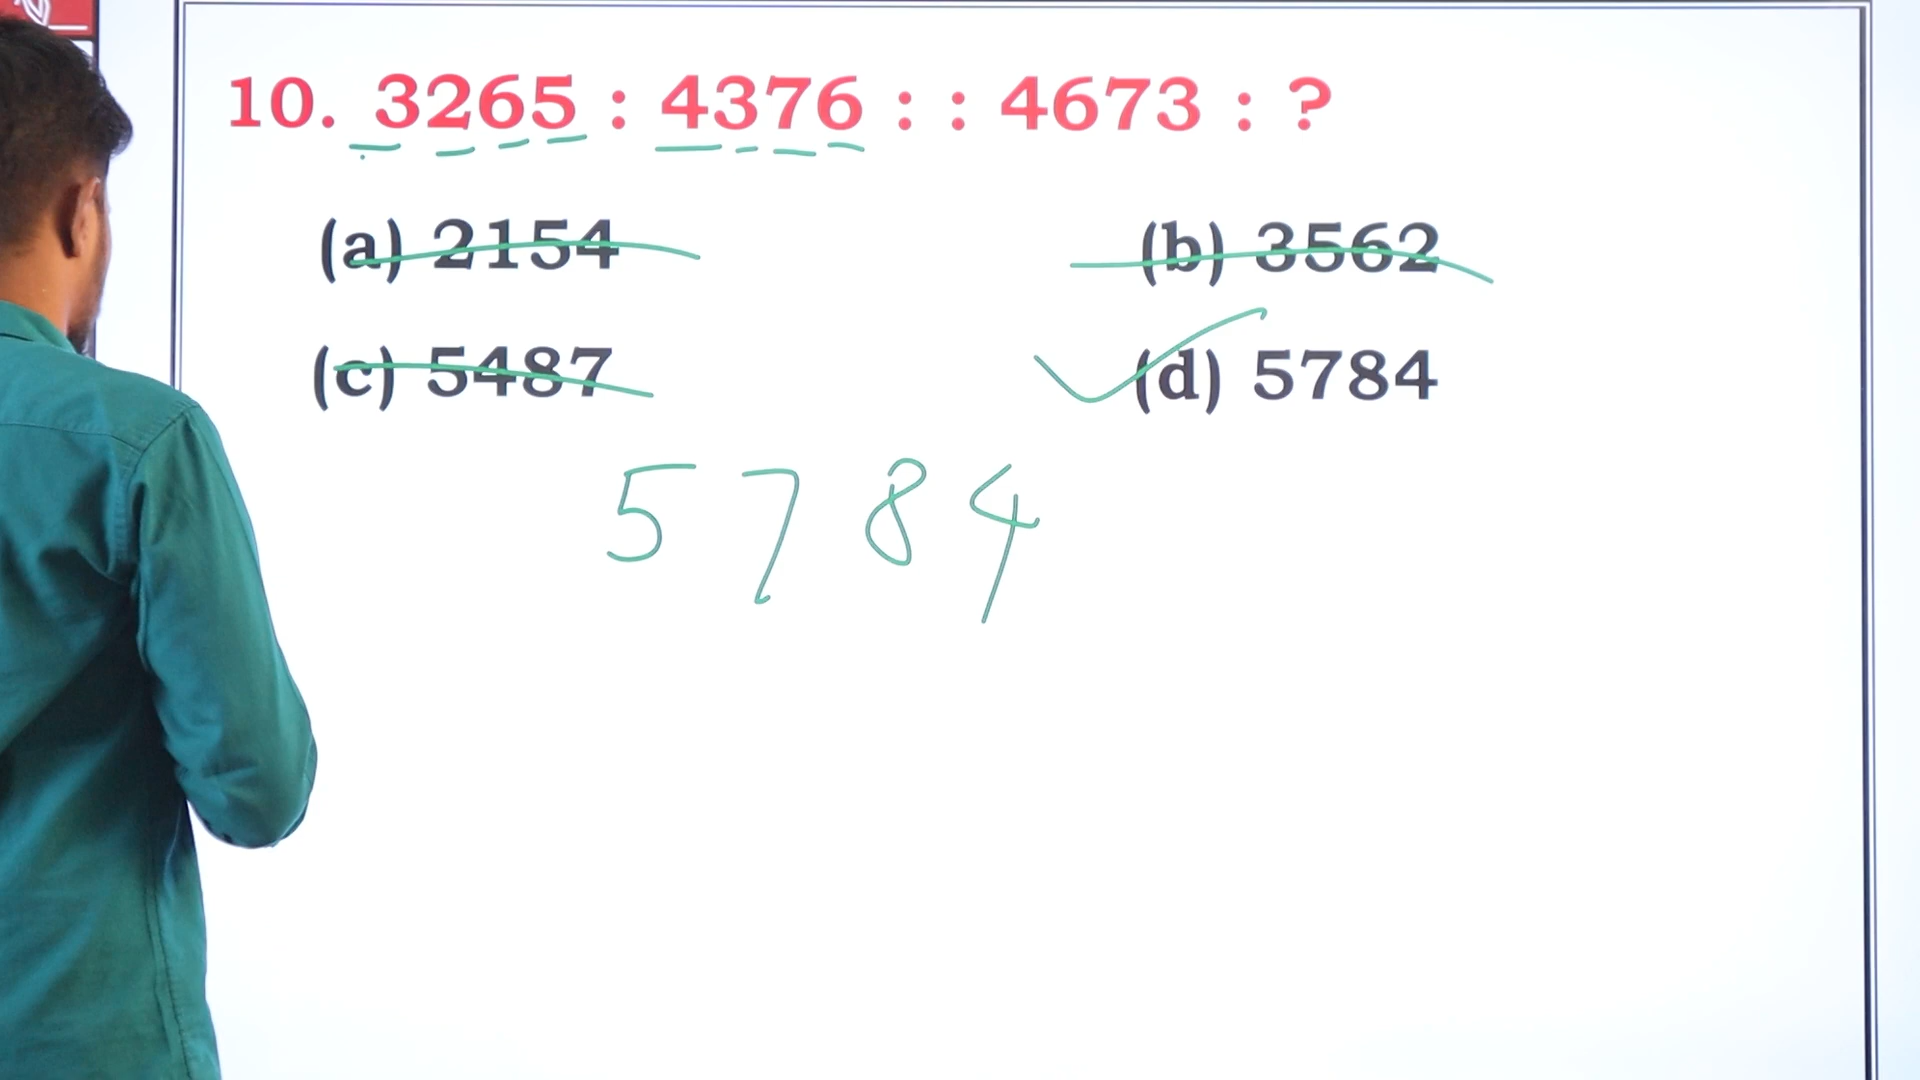 10. 3265 : 4376 : : 4673 : ?
(a) 2154 (b) 3562
(c) 5487 (d) 5784
5784